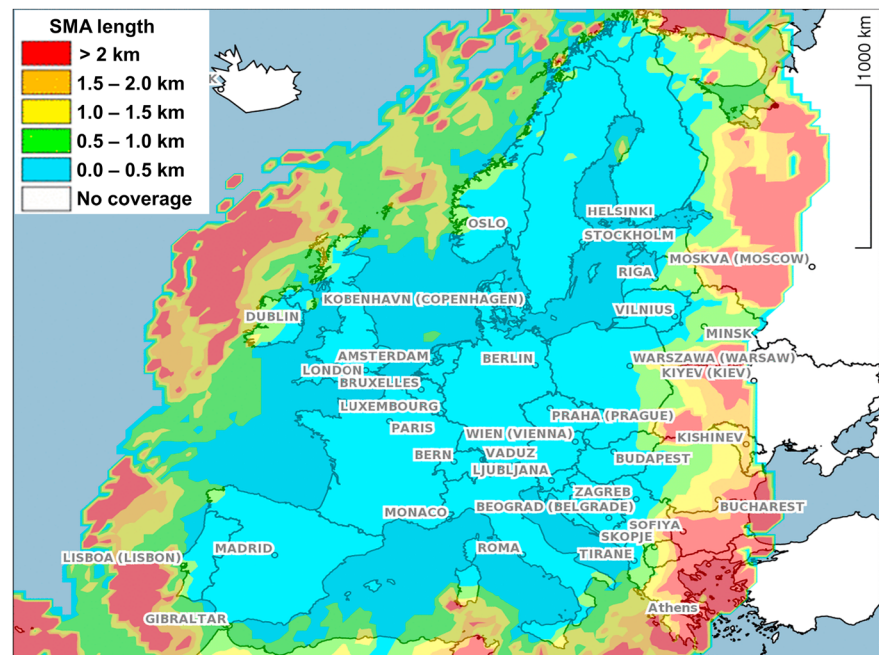 SMA length
> 2 km
1.5 – 2.0 km
1.0 – 1.5 km
0.5 – 1.0 km
0.0 – 0.5 km
No coverage
K
1000 km
OSLO
HELSINKI
STOCKHOLM
MOSKVA (MOSCOW)
RIGA
KOBENHAVN (COPENHAGEN)
DUBLIN
VILNIUS
MINSK
AMSTERDAM
BERLIN
WARSZAWA (WARSAW)
LONDON
KIYEV (KIEV)
BRUXELLES
LUXEMBOURG
PRAHA (PRAGUE)
PARIS
WIEN (VIENNA)
KISHINEV
BERN
VADUZ
BUDAPEST
LJUBLJANA
ZAGREB
MONACO
BEOGRAD (BELGRADE)
BUCHAREST
SOFIYA
SKOPJE
LISBOA (LISBON)
MADRID
ROMA
TIRANE
Athens
GIBRALTAR